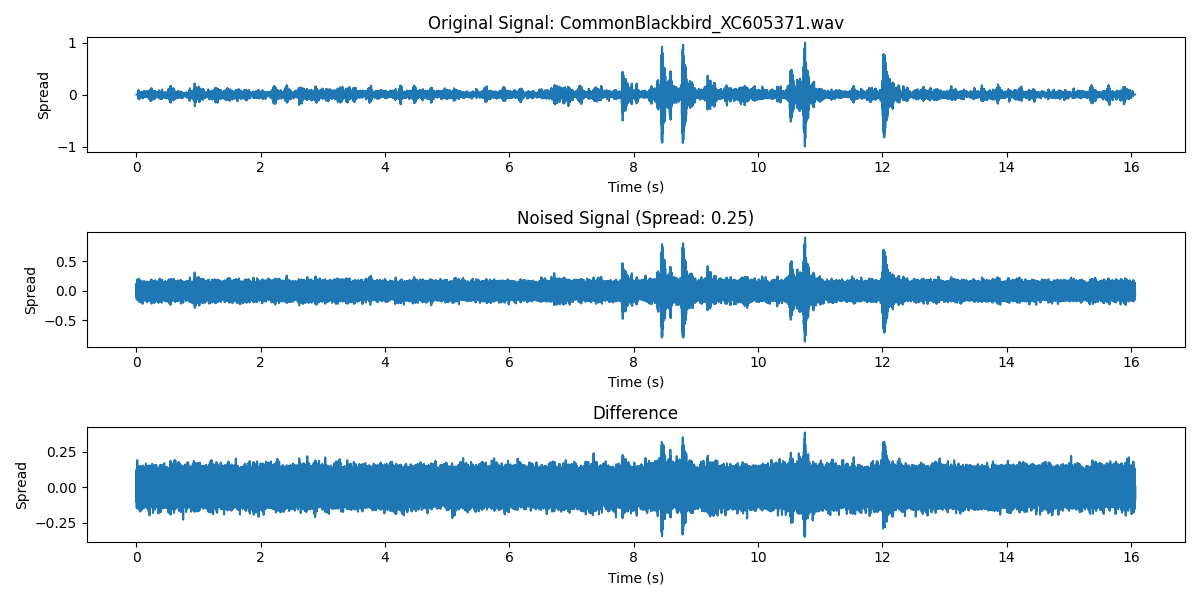 Original Signal: CommonBlackbird_XC605371.wav
1
0
−1
Spread
0 2 4 6 8 10 12 14 16
Time (s)
Noised Signal (Spread: 0.25)
0.5
0.0
−0.5
Spread
0 2 4 6 8 10 12 14 16
Time (s)
Difference
0.25
0.00
−0.25
Spread
0 2 4 6 8 10 12 14 16
Time (s)